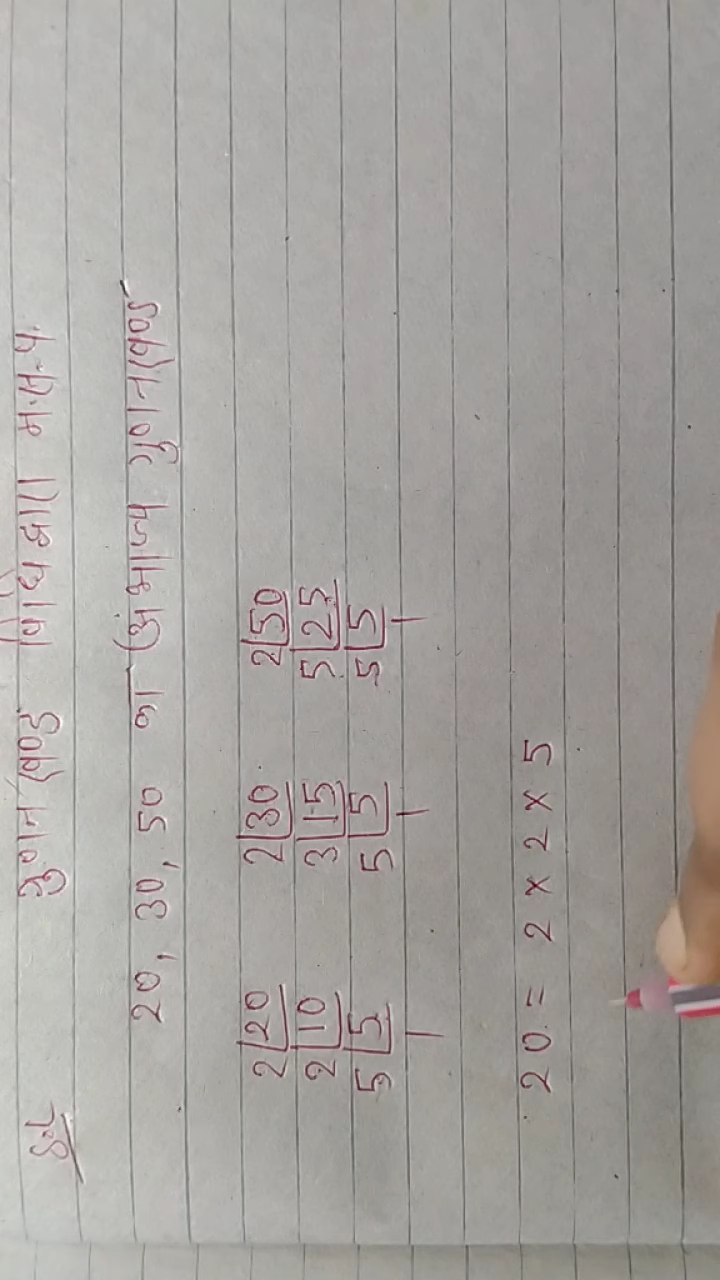 Sol गुणनखण्ड विधि द्वारा म.स.प.
20, 30, 50 का अभाज्य गुणनखण्ड
2|20 2|30 2|50
2|10 3|15 5|25
5|5 5|5 5|5
1 1 1
20 = 2 × 2 × 5